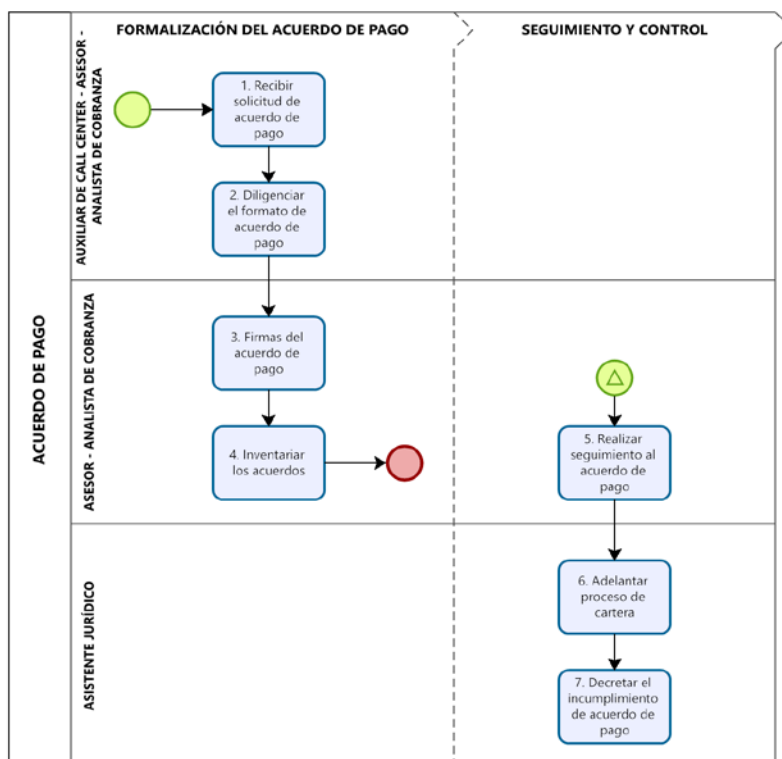 FORMALIZACIÓN DEL ACUERDO DE PAGO
SEGUIMIENTO Y CONTROL
ACUERDO DE PAGO
AUXILIAR DE CALL CENTER - ASESOR -
ANALISTA DE COBRANZA
1. Recibir
solicitud de
acuerdo de
pago
2. Diligenciar
el formato de
acuerdo de
pago
ASESOR - ANALISTA DE COBRANZA
3. Firmas del
acuerdo de
pago
4. Inventariar
los acuerdos
5. Realizar
seguimiento al
acuerdo de
pago
ASISTENTE JURÍDICO
6. Adelantar
proceso de
cartera
7. Decretar el
incumplimiento
de acuerdo de
pago